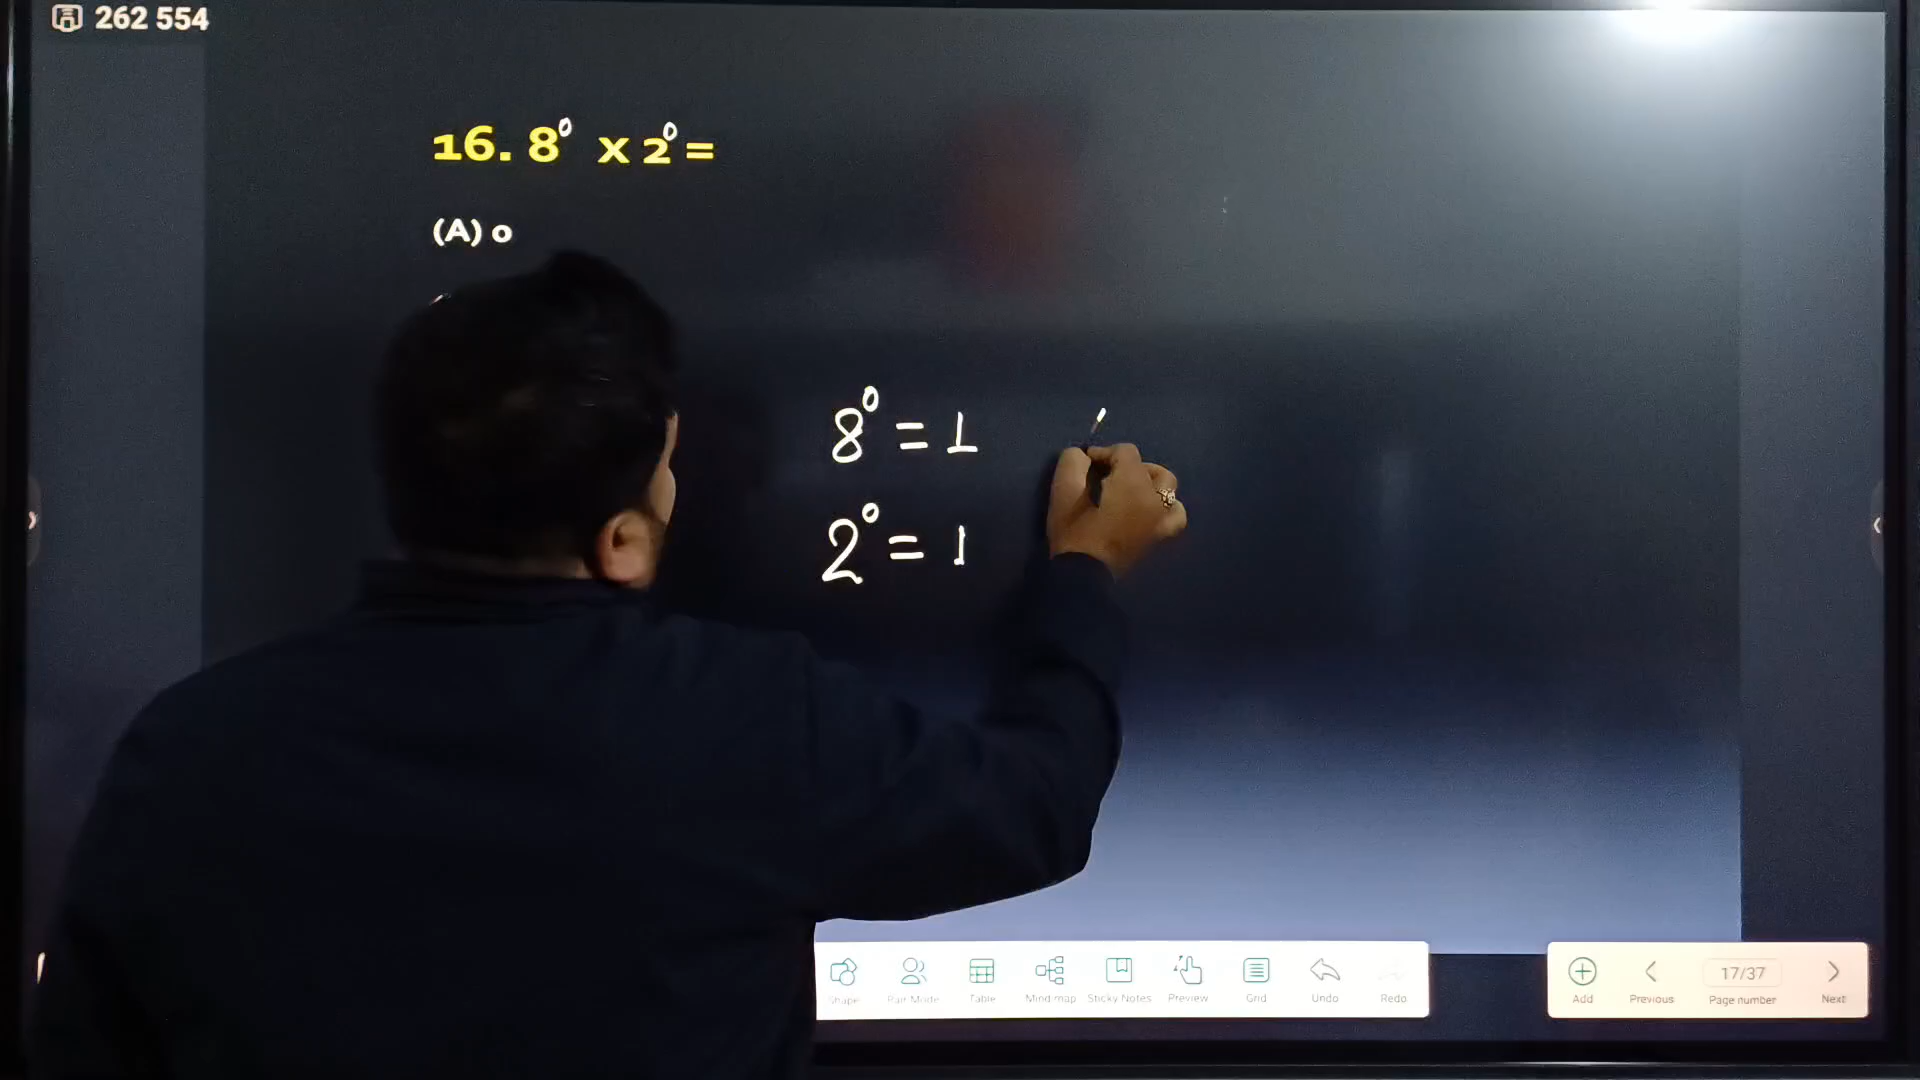 262 554
16. 8⁰ x 2⁰ =
(A) 0
8⁰ = 1
2⁰ = 1
Shape Pair Mode Table Mind map Sticky Notes Preview Grid Undo Redo
Add Previous 17/37 Page number Next